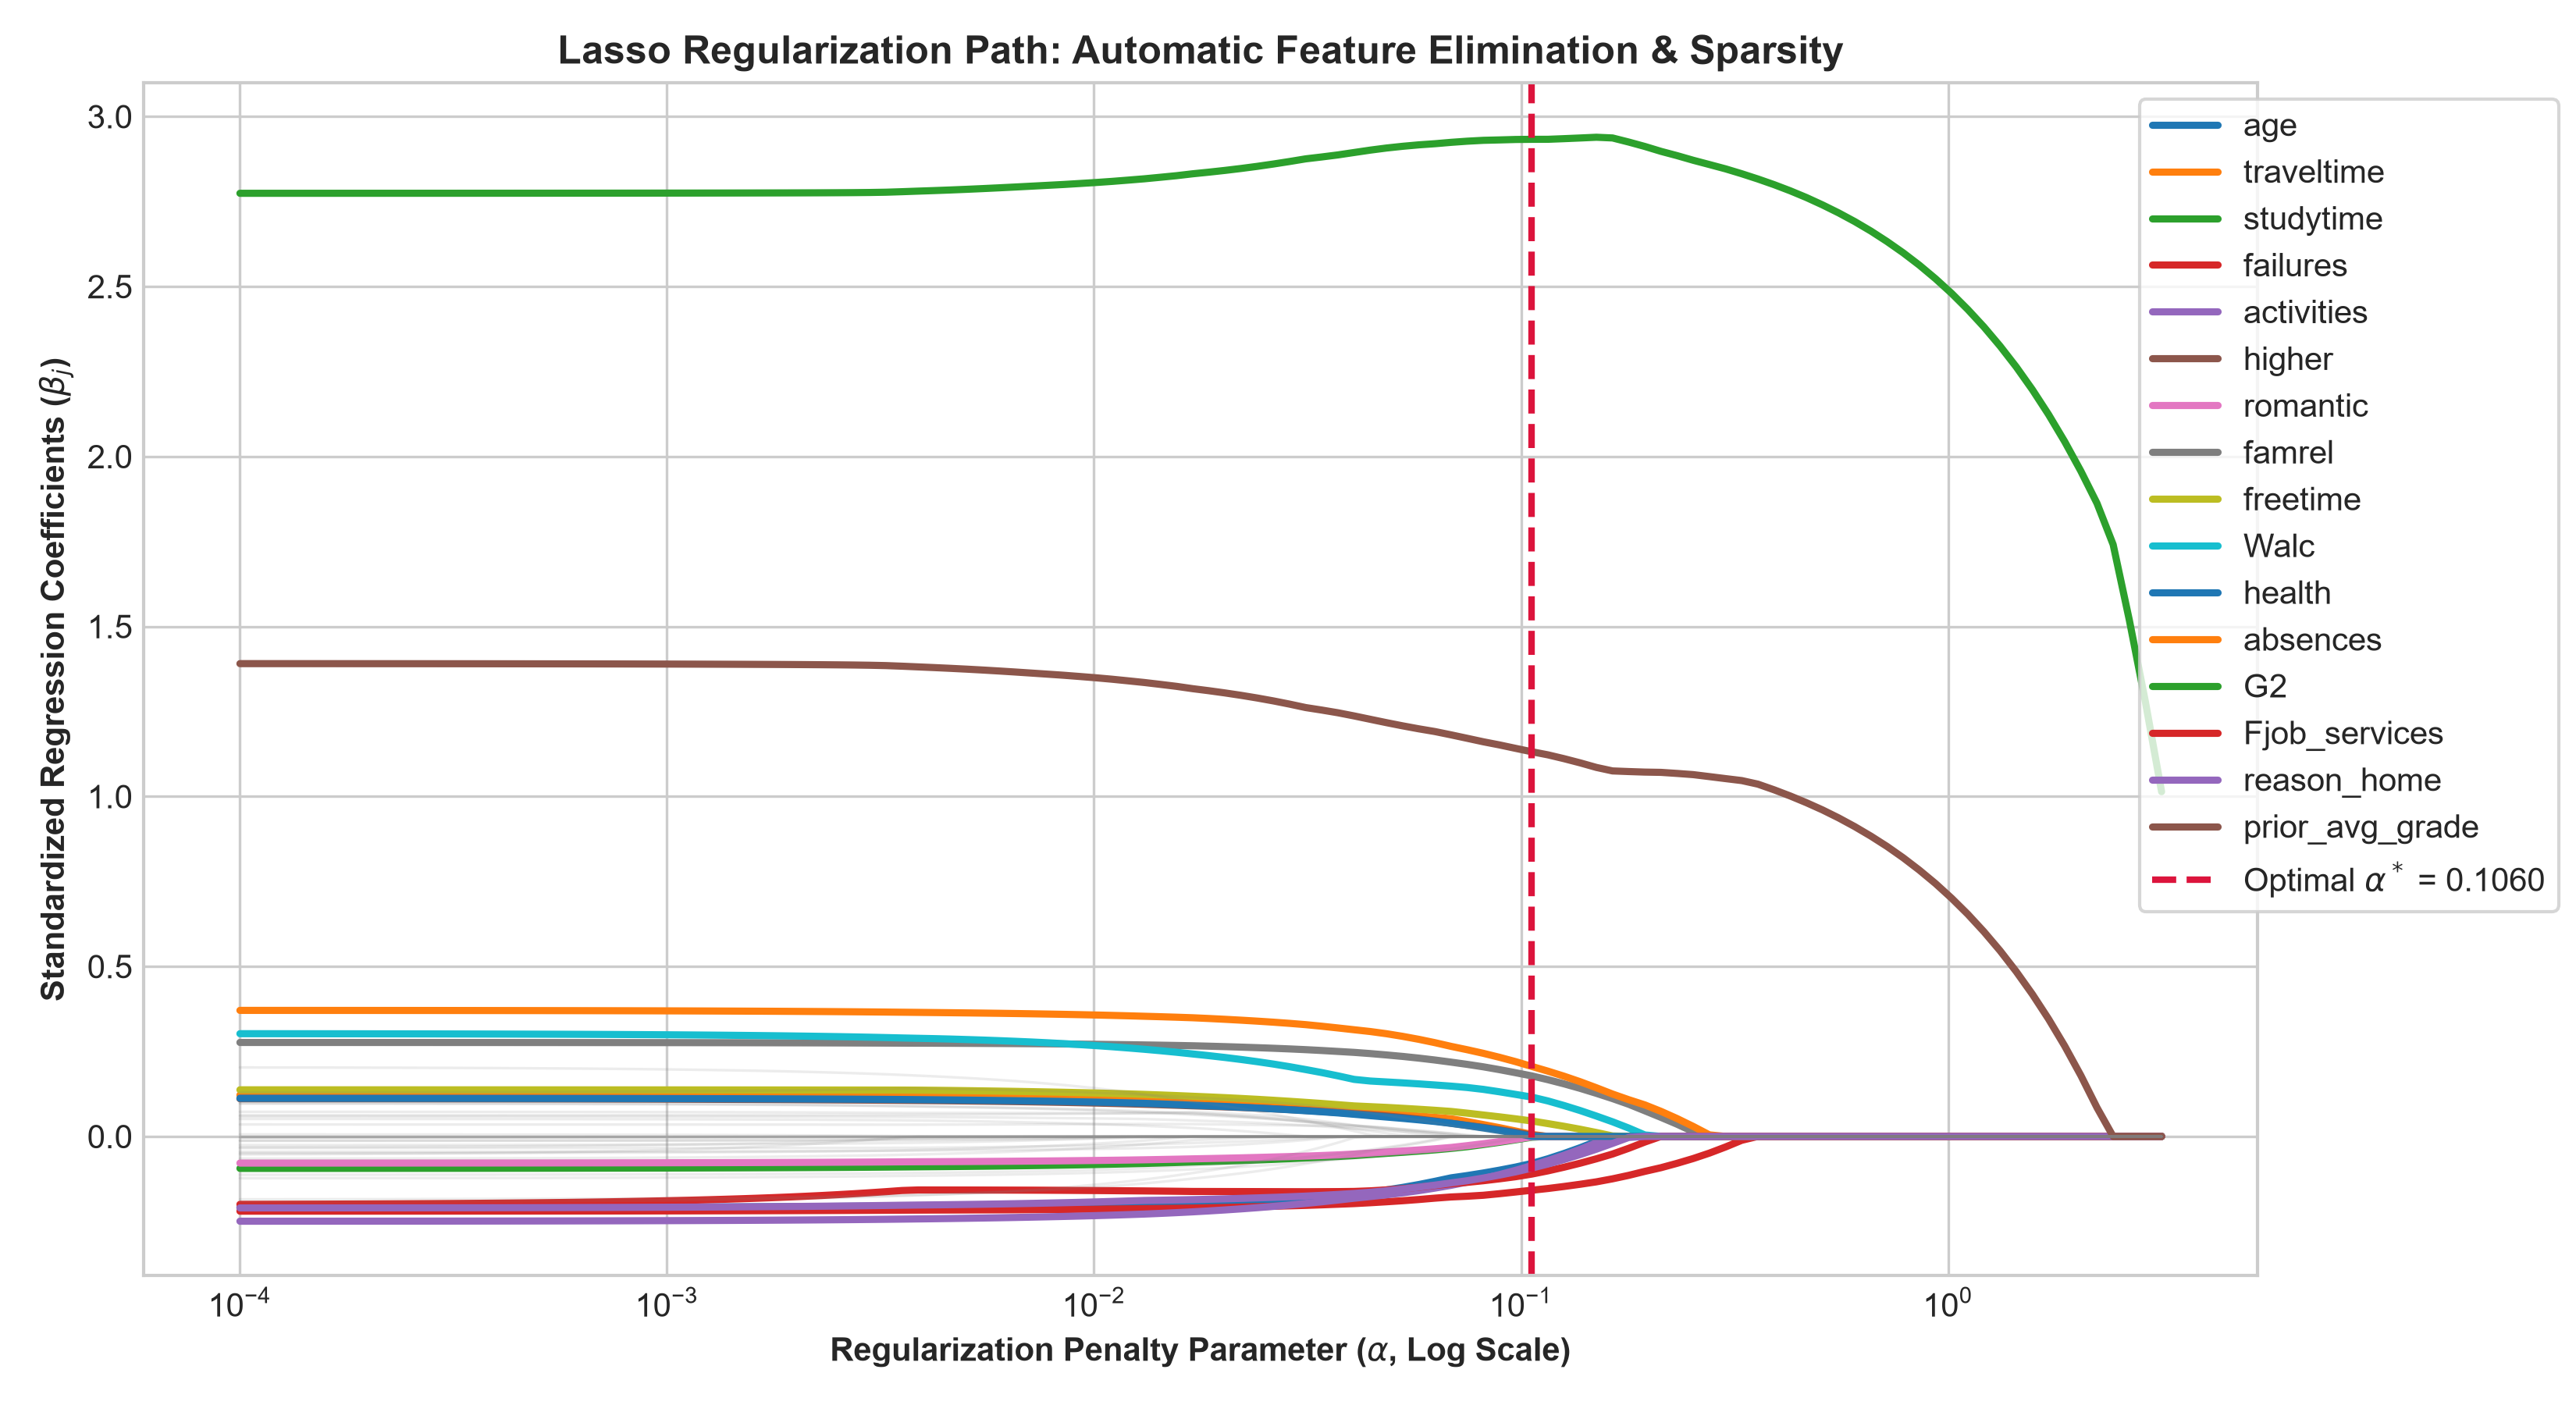 Lasso Regularization Path: Automatic Feature Elimination & Sparsity
Standardized Regression Coefficients (βⱼ)
3.0
2.5
2.0
1.5
1.0
0.5
0.0
10⁻⁴
10⁻³
10⁻²
10⁻¹
10⁰
Regularization Penalty Parameter (α, Log Scale)
age
traveltime
studytime
failures
activities
higher
romantic
famrel
freetime
Walc
health
absences
G2
Fjob_services
reason_home
prior_avg_grade
Optimal α* = 0.1060